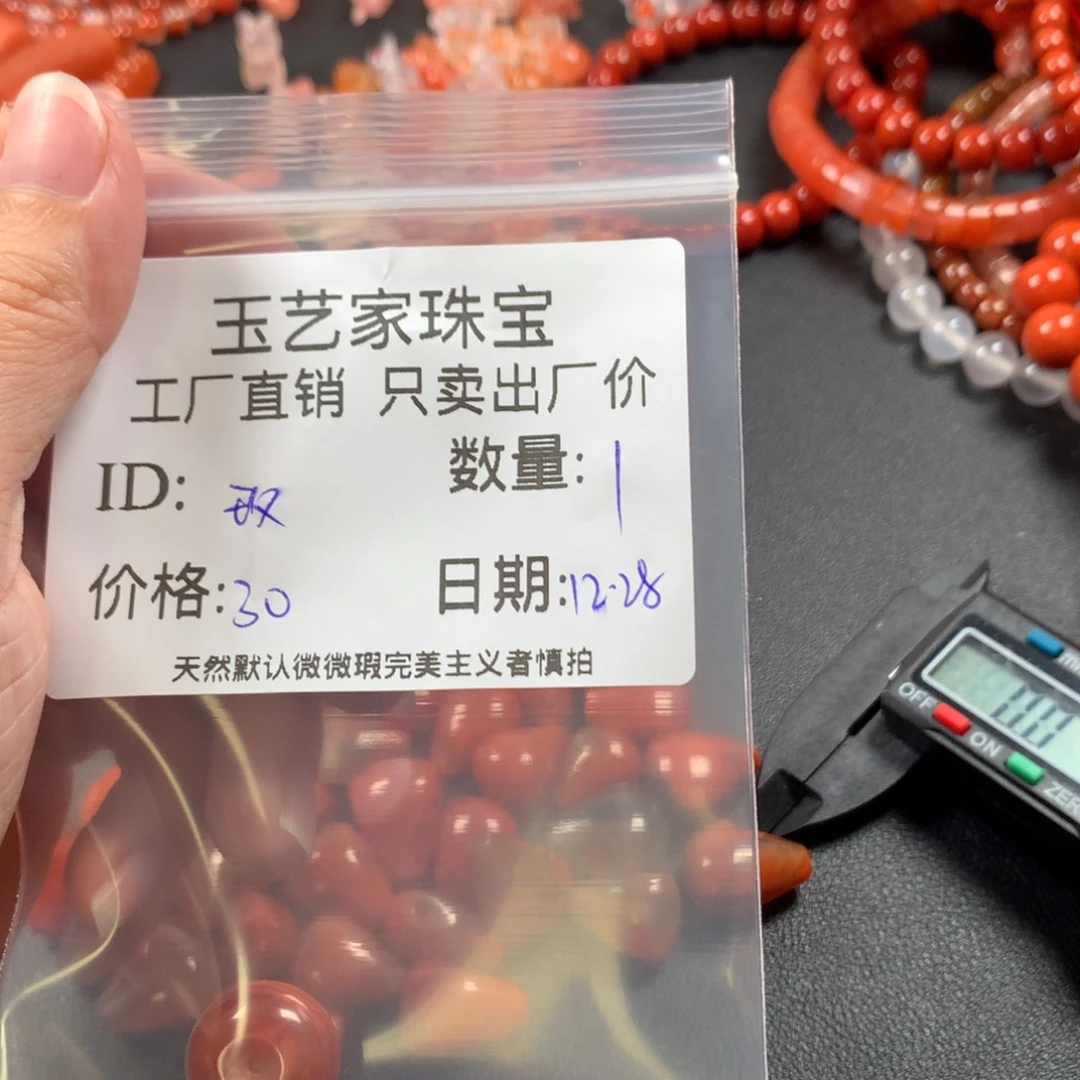 玉艺家珠宝
工厂直销 只卖出厂价
ID:
数量: 1
价格: 30
日期: 12.28
天然默认微微瑕完美主义者慎拍
OFF
ON